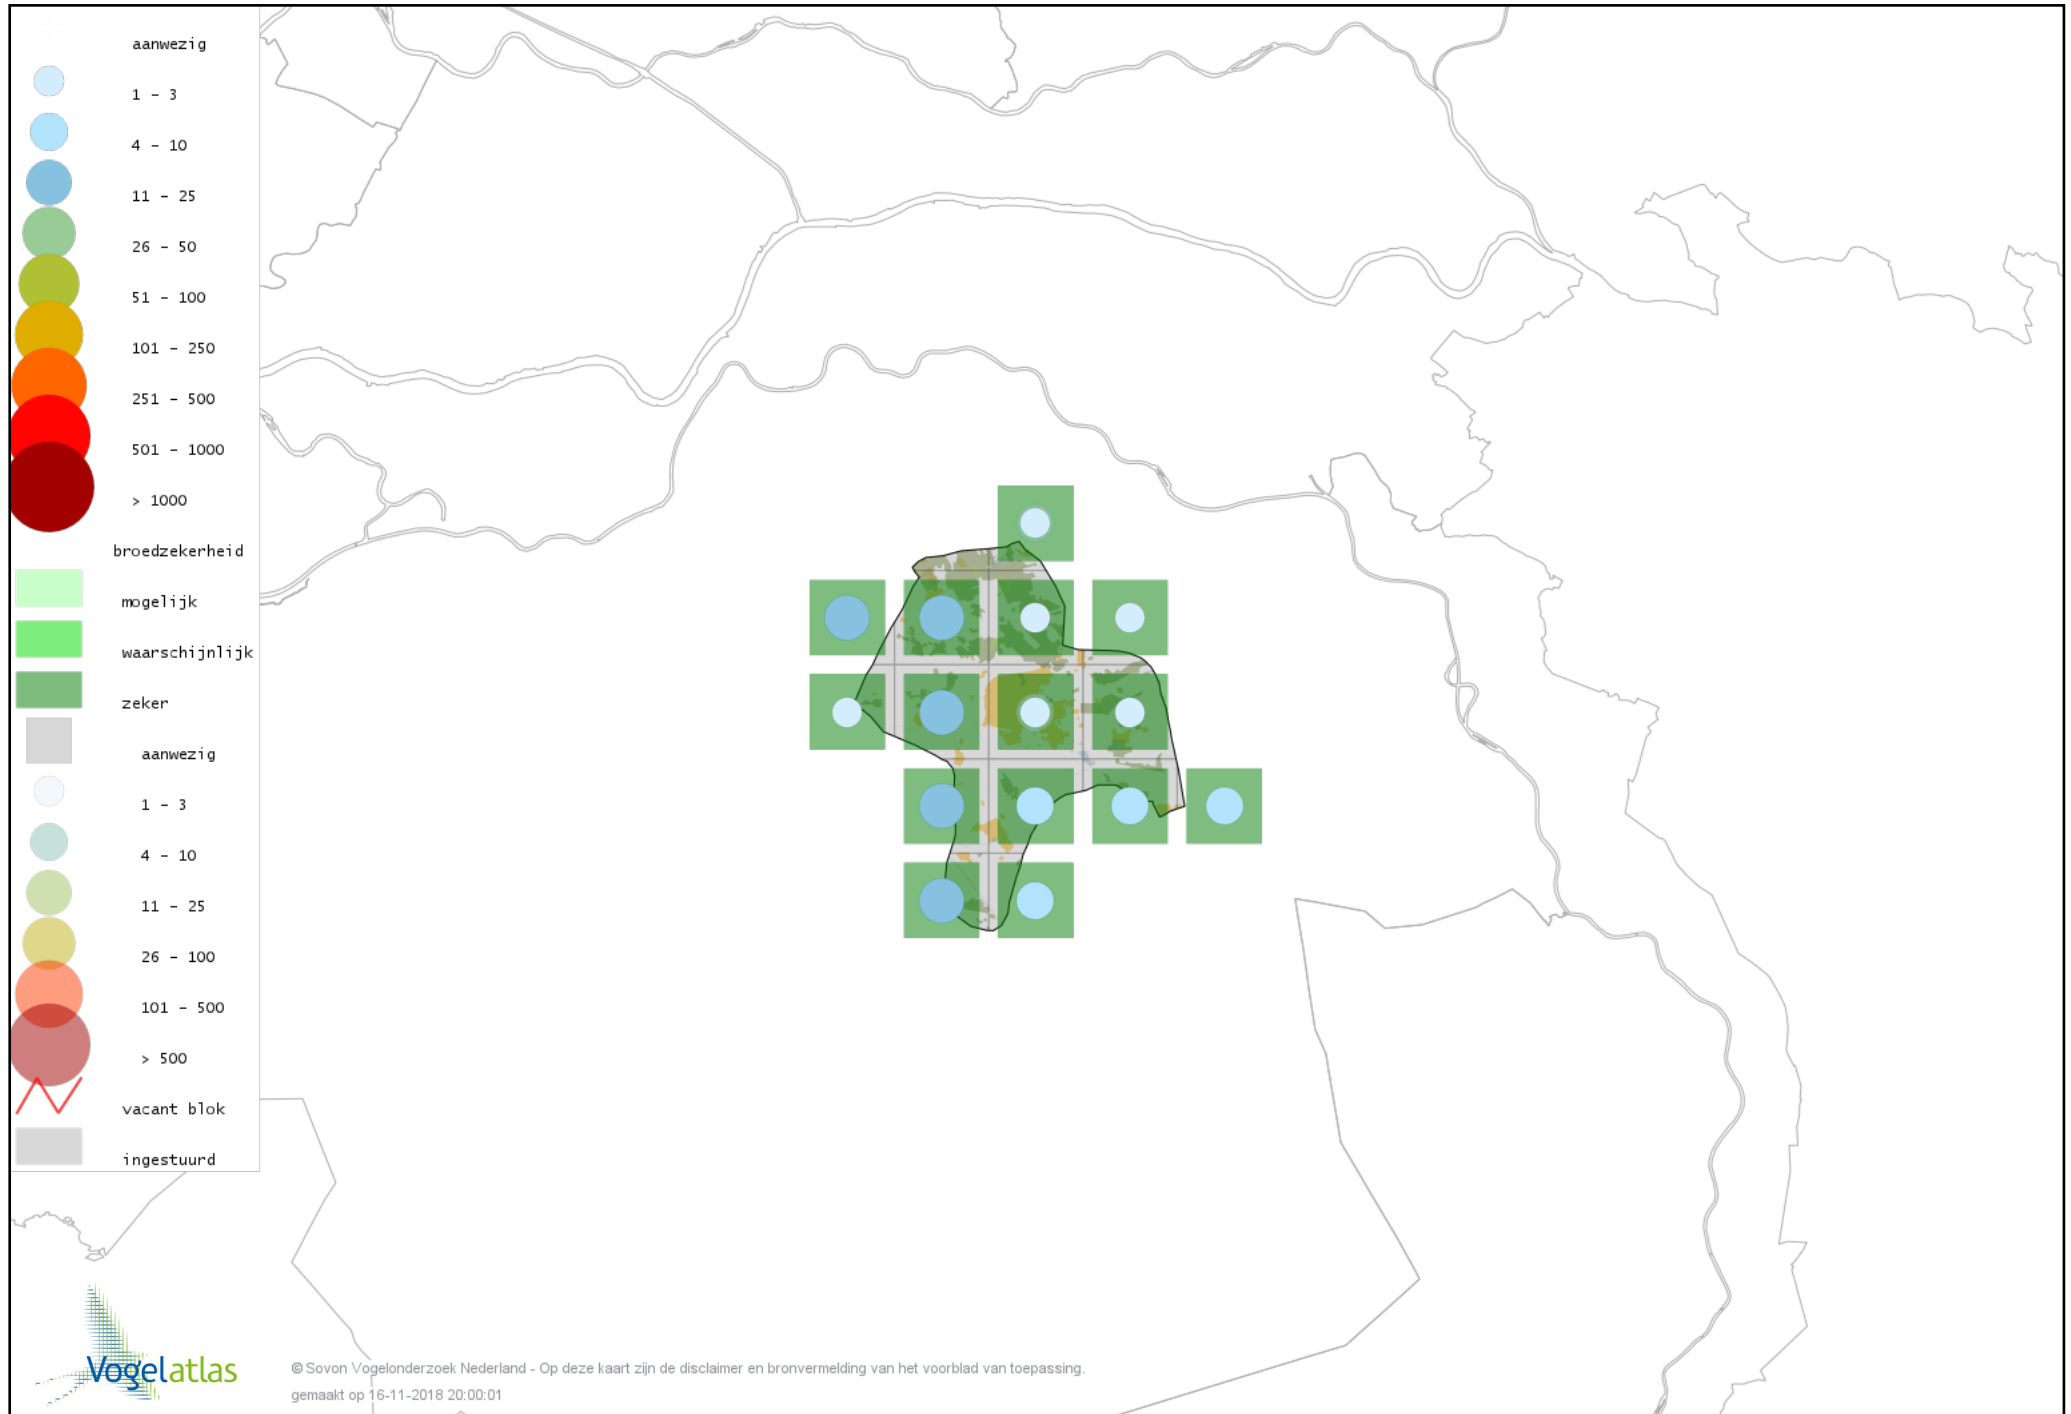 aanwezig
1 - 3
4 - 10
11 - 25
26 - 50
51 - 100
101 - 250
251 - 500
501 - 1000
> 1000
broedzekerheid
mogelijk
waarschijnlijk
zeker
aanwezig
1 - 3
4 - 10
11 - 25
26 - 100
101 - 500
> 500
vacant blok
ingestuurd
Vogelatlas
© Sovon Vogelonderzoek Nederland - Op deze kaart zijn de disclaimer en bronvermelding van het voorblad van toepassing.
gemaakt op 16-11-2018 20:00:01